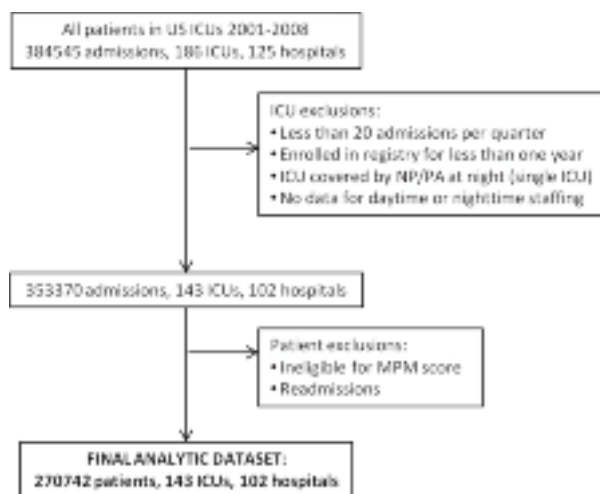 All patients in US ICUs 2001-2008
384545 admissions, 186 ICUs, 125 hospitals
ICU exclusions:
• Less than 20 admissions per quarter
• Enrolled in registry for less than one year
• ICU covered by NP/PA at night (single ICU)
• No data for daytime or nighttime staffing
353370 admissions, 143 ICUs, 102 hospitals
Patient exclusions:
• Ineligible for MPM score
• Readmissions
FINAL ANALYTIC DATASET:
270742 patients, 143 ICUs, 102 hospitals